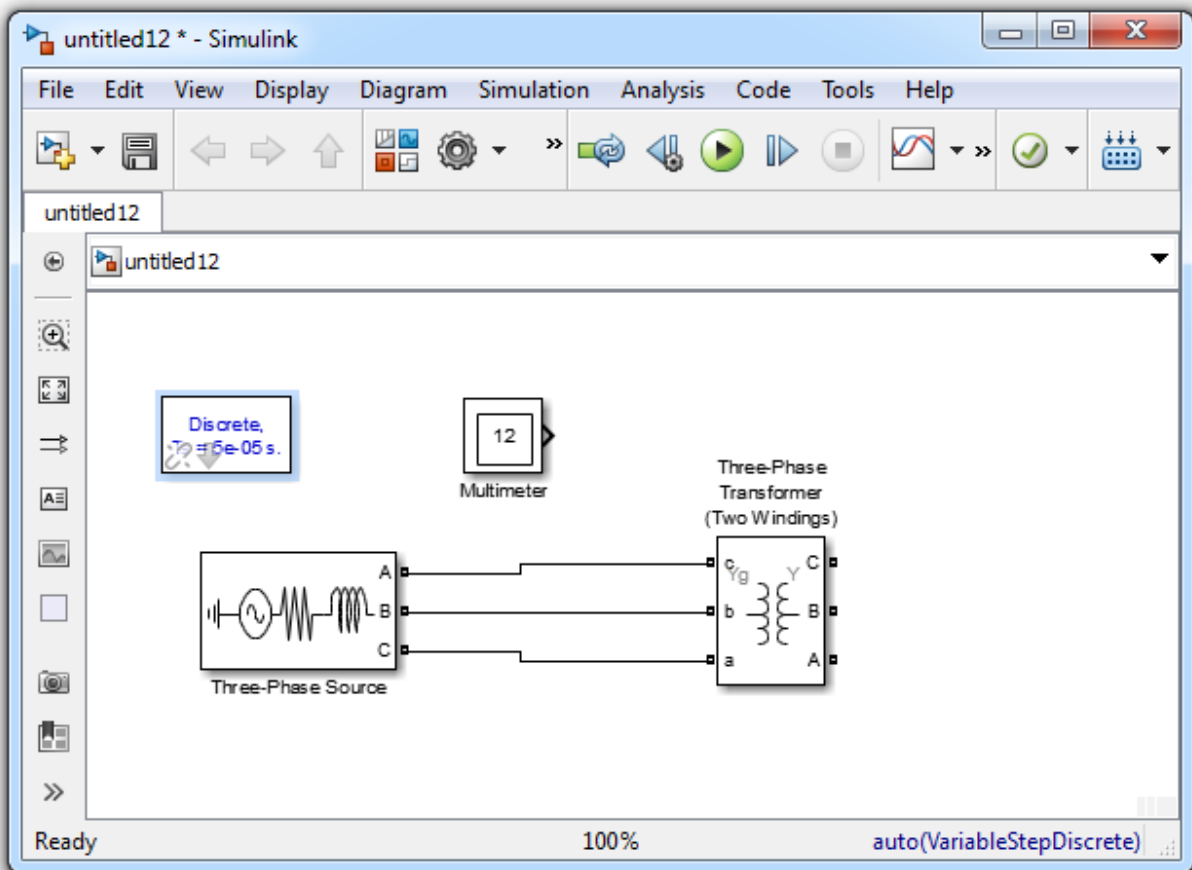 untitled12 * - Simulink
File Edit View Display Diagram Simulation Analysis Code Tools Help
untitled12
untitled12
Discrete,
= 5e-05 s.
12
Multimeter
Three-Phase
Transformer
(Two Windings)
A
B
C
Three-Phase Source
c Yg Y C
b B
a A
Ready 100% auto(VariableStepDiscrete)